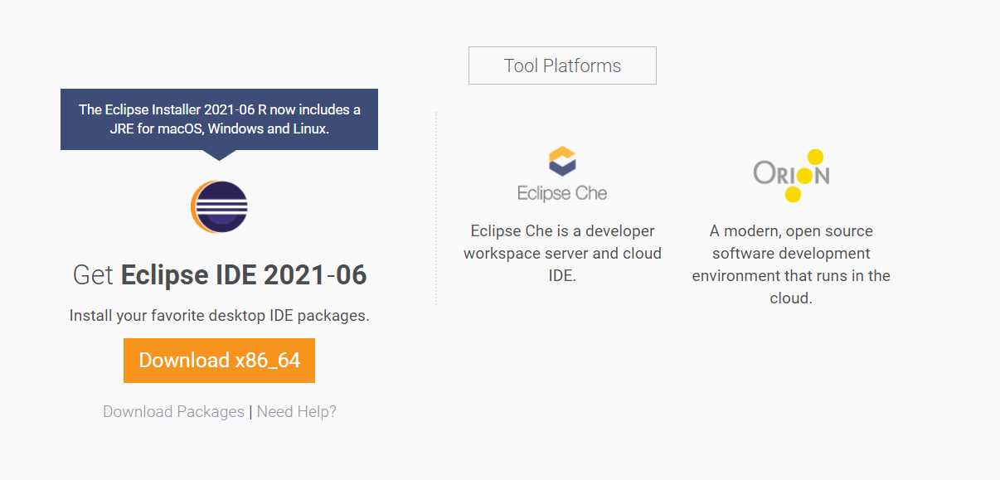 Tool Platforms
The Eclipse Installer 2021-06 R now includes a
JRE for macOS, Windows and Linux.
Get Eclipse IDE 2021-06
Install your favorite desktop IDE packages.
Download x86_64
Download Packages | Need Help?
Eclipse Che
Eclipse Che is a developer
workspace server and cloud
IDE.
ORION
A modern, open source
software development
environment that runs in the
cloud.